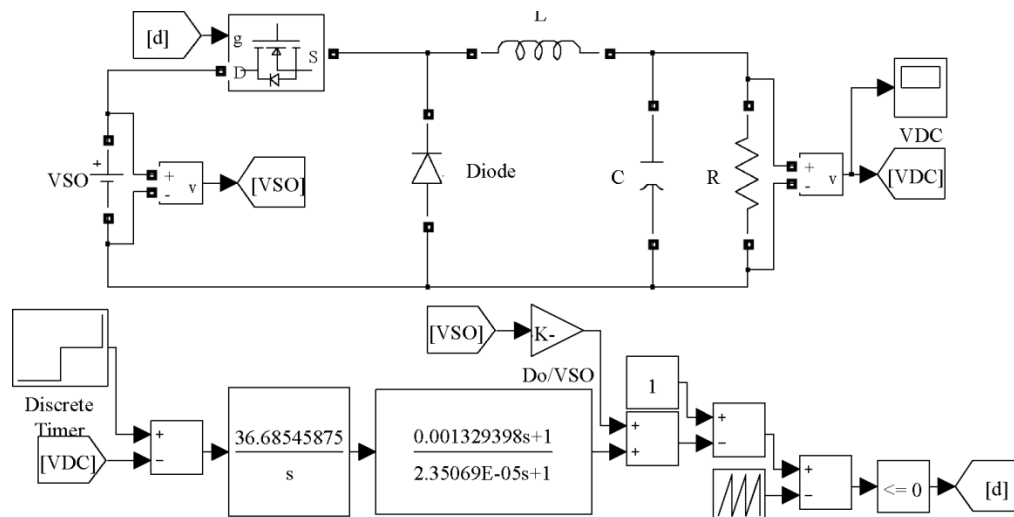 L
[d]
g
D
S
VDC
VSO
+
+
-
v
[VSO]
Diode
C
R
+
-
v
[VDC]
[VSO]
K-
Do/VSO
1
Discrete
Timer
[VDC]
+
-
36.68545875
s
0.001329398s+1
2.35069E-05s+1
+
+
+
-
+
-
<= 0
[d]